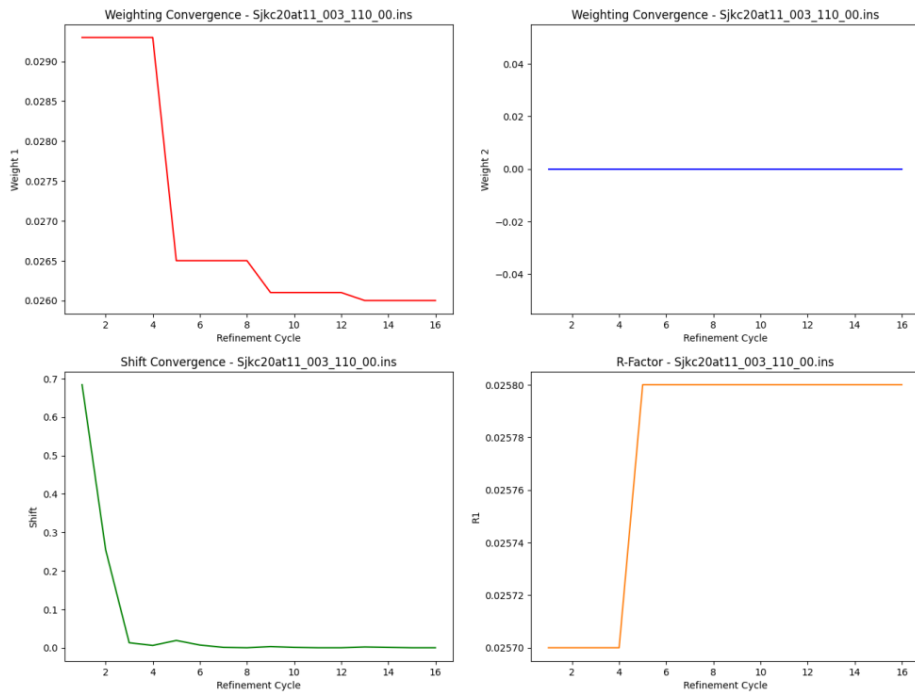 Weighting Convergence - Sjkc20at11_003_110_00.ins
0.0290
0.0285
0.0280
0.0275
0.0270
0.0265
0.0260
Weight 1
2 4 6 8 10 12 14 16
Refinement Cycle
Weighting Convergence - Sjkc20at11_003_110_00.ins
0.04
0.02
0.00
−0.02
−0.04
Weight 2
2 4 6 8 10 12 14 16
Refinement Cycle
Shift Convergence - Sjkc20at11_003_110_00.ins
0.7
0.6
0.5
0.4
0.3
0.2
0.1
0.0
Shift
2 4 6 8 10 12 14 16
Refinement Cycle
R-Factor - Sjkc20at11_003_110_00.ins
0.02580
0.02578
0.02576
0.02574
0.02572
0.02570
R1
2 4 6 8 10 12 14 16
Refinement Cycle